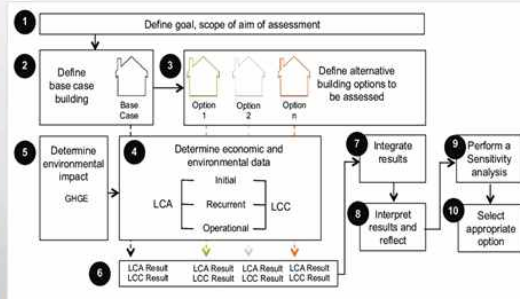 1
Define goal, scope of aim of assessment
2
Define
base case
building
Base
Case
3
Option
1
Option
2
Option
n
Define alternative
building options to
be assessed
5
Determine
environmental
impact
GHGE
4
Determine economic and
environmental data
Initial
LCA
Recurrent
LCC
Operational
6
LCA Result
LCC Result
LCA Result
LCC Result
LCA Result
LCC Result
LCA Result
LCC Result
7
Integrate
results
8
Interpret
results and
reflect
9
Perform a
Sensitivity
analysis
10
Select
appropriate
option